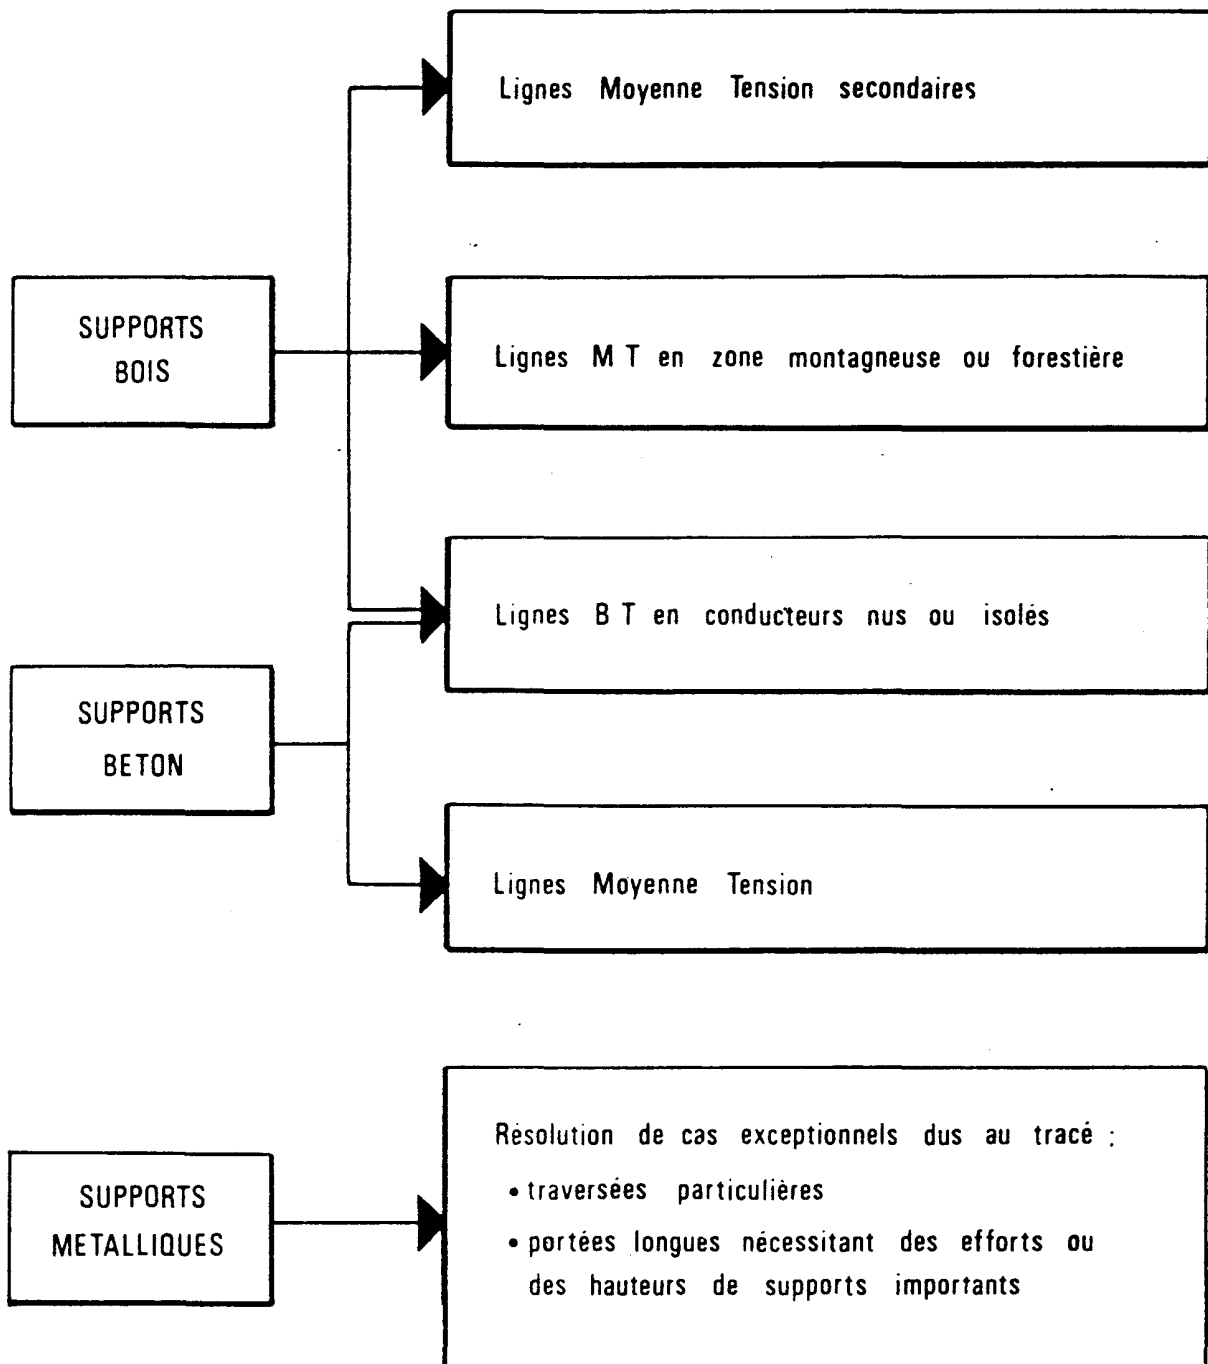 Lignes Moyenne Tension secondaires
SUPPORTS
BOIS
Lignes M T en zone montagneuse ou forestière
Lignes B T en conducteurs nus ou isolés
SUPPORTS
BETON
Lignes Moyenne Tension
Résolution de cas exceptionnels dus au tracé :
• traversées particulières
SUPPORTS
METALLIQUES
• portées longues nécessitant des efforts ou
des hauteurs de supports importants